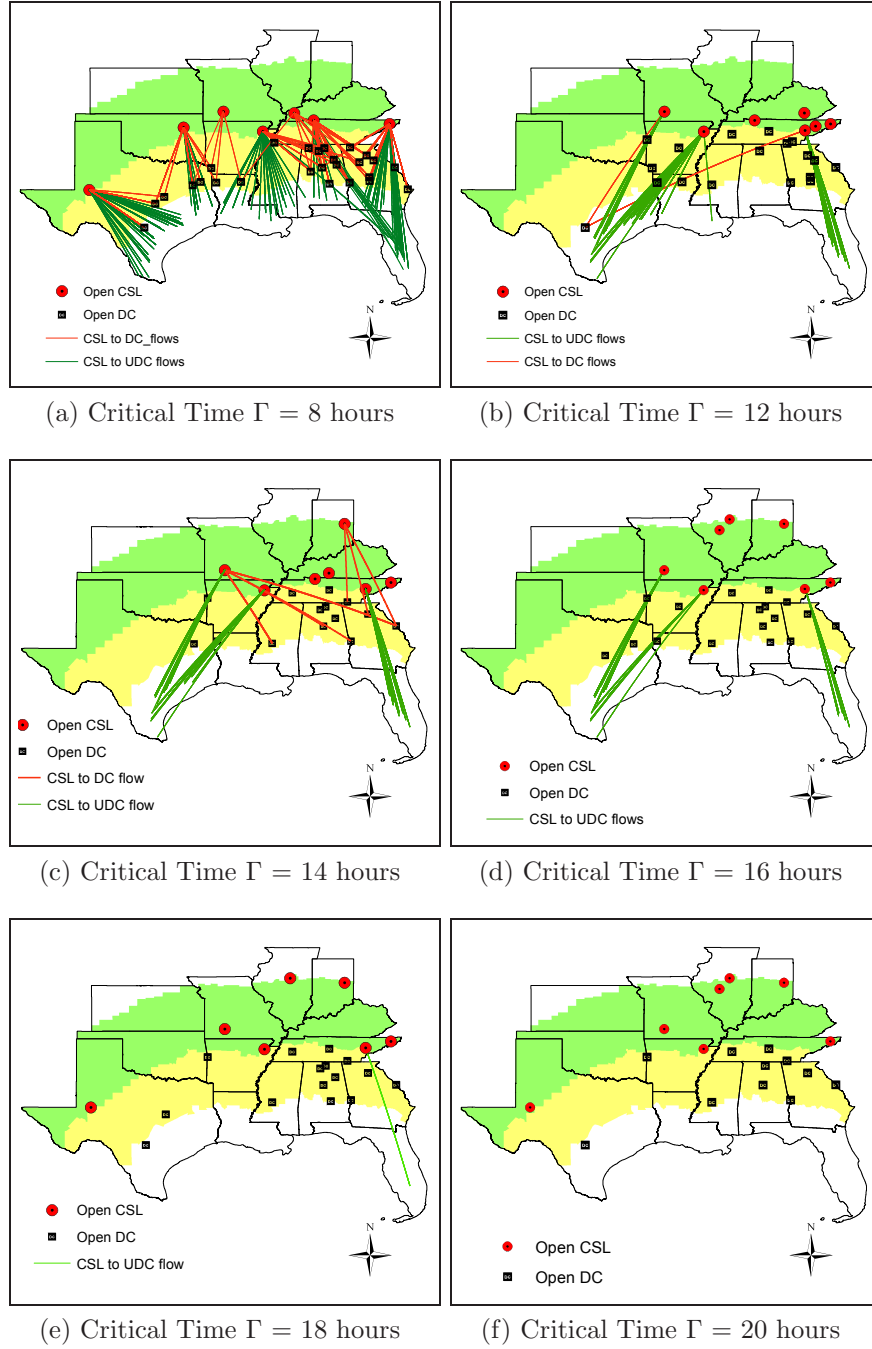 N
Open CSL
Open DC
CSL to DC_flows
CSL to UDC flows
(a) Critical Time Γ = 8 hours
N
Open CSL
Open DC
CSL to UDC flows
CSL to DC flows
(b) Critical Time Γ = 12 hours
N
Open CSL
Open DC
CSL to DC flow
CSL to UDC flow
(c) Critical Time Γ = 14 hours
N
Open CSL
Open DC
CSL to UDC flows
(d) Critical Time Γ = 16 hours
N
Open CSL
Open DC
CSL to UDC flow
(e) Critical Time Γ = 18 hours
N
Open CSL
Open DC
(f) Critical Time Γ = 20 hours